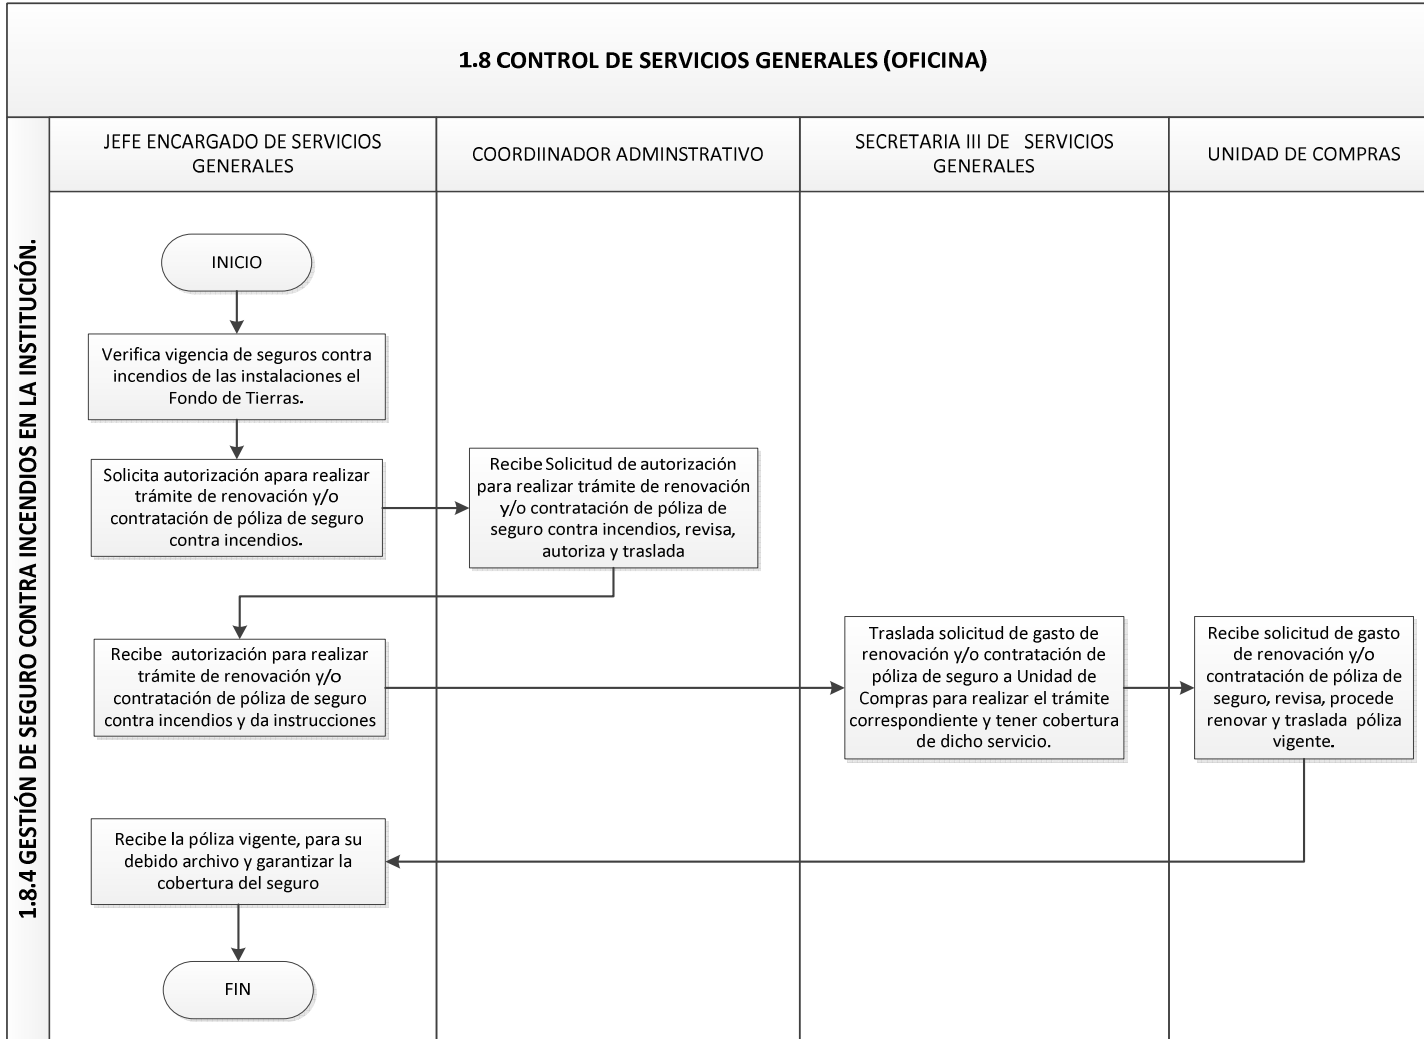 1.8 CONTROL DE SERVICIOS GENERALES (OFICINA)
1.8.4 GESTIÓN DE SEGURO CONTRA INCENDIOS EN LA INSTITUCIÓN.
JEFE ENCARGADO DE SERVICIOS
GENERALES
COORDIINADOR ADMINSTRATIVO
SECRETARIA III DE SERVICIOS
GENERALES
UNIDAD DE COMPRAS
INICIO
Verifica vigencia de seguros contra
incendios de las instalaciones el
Fondo de Tierras.
Solicita autorización apara realizar
trámite de renovación y/o
contratación de póliza de seguro
contra incendios.
Recibe Solicitud de autorización
para realizar trámite de renovación
y/o contratación de póliza de
seguro contra incendios, revisa,
autoriza y traslada
Recibe autorización para realizar
trámite de renovación y/o
contratación de póliza de seguro
contra incendios y da instrucciones
Traslada solicitud de gasto de
renovación y/o contratación de
póliza de seguro a Unidad de
Compras para realizar el trámite
correspondiente y tener cobertura
de dicho servicio.
Recibe solicitud de gasto
de renovación y/o
contratación de póliza de
seguro, revisa, procede
renovar y traslada póliza
vigente.
Recibe la póliza vigente, para su
debido archivo y garantizar la
cobertura del seguro
FIN